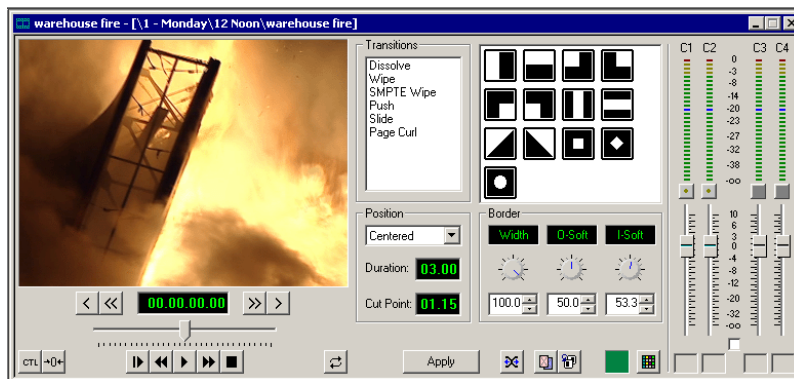 warehouse fire - [\1 - Monday\12 Noon\warehouse fire]
Transitions
Dissolve
Wipe
SMPTE Wipe
Push
Slide
Page Curl
C1 C2 C3 C4
0
-3
-8
-14
-20
-23
-27
-32
-38
-oo
Position
Centered
Duration: 03.00
Cut Point: 01.15
Border
Width O-Soft I-Soft
100.0 50.0 53.3
10
6
3
0
-4
-8
-12
-20
-32
-oo
< << 00.00.00.00 >> >
CTL →0←
Apply